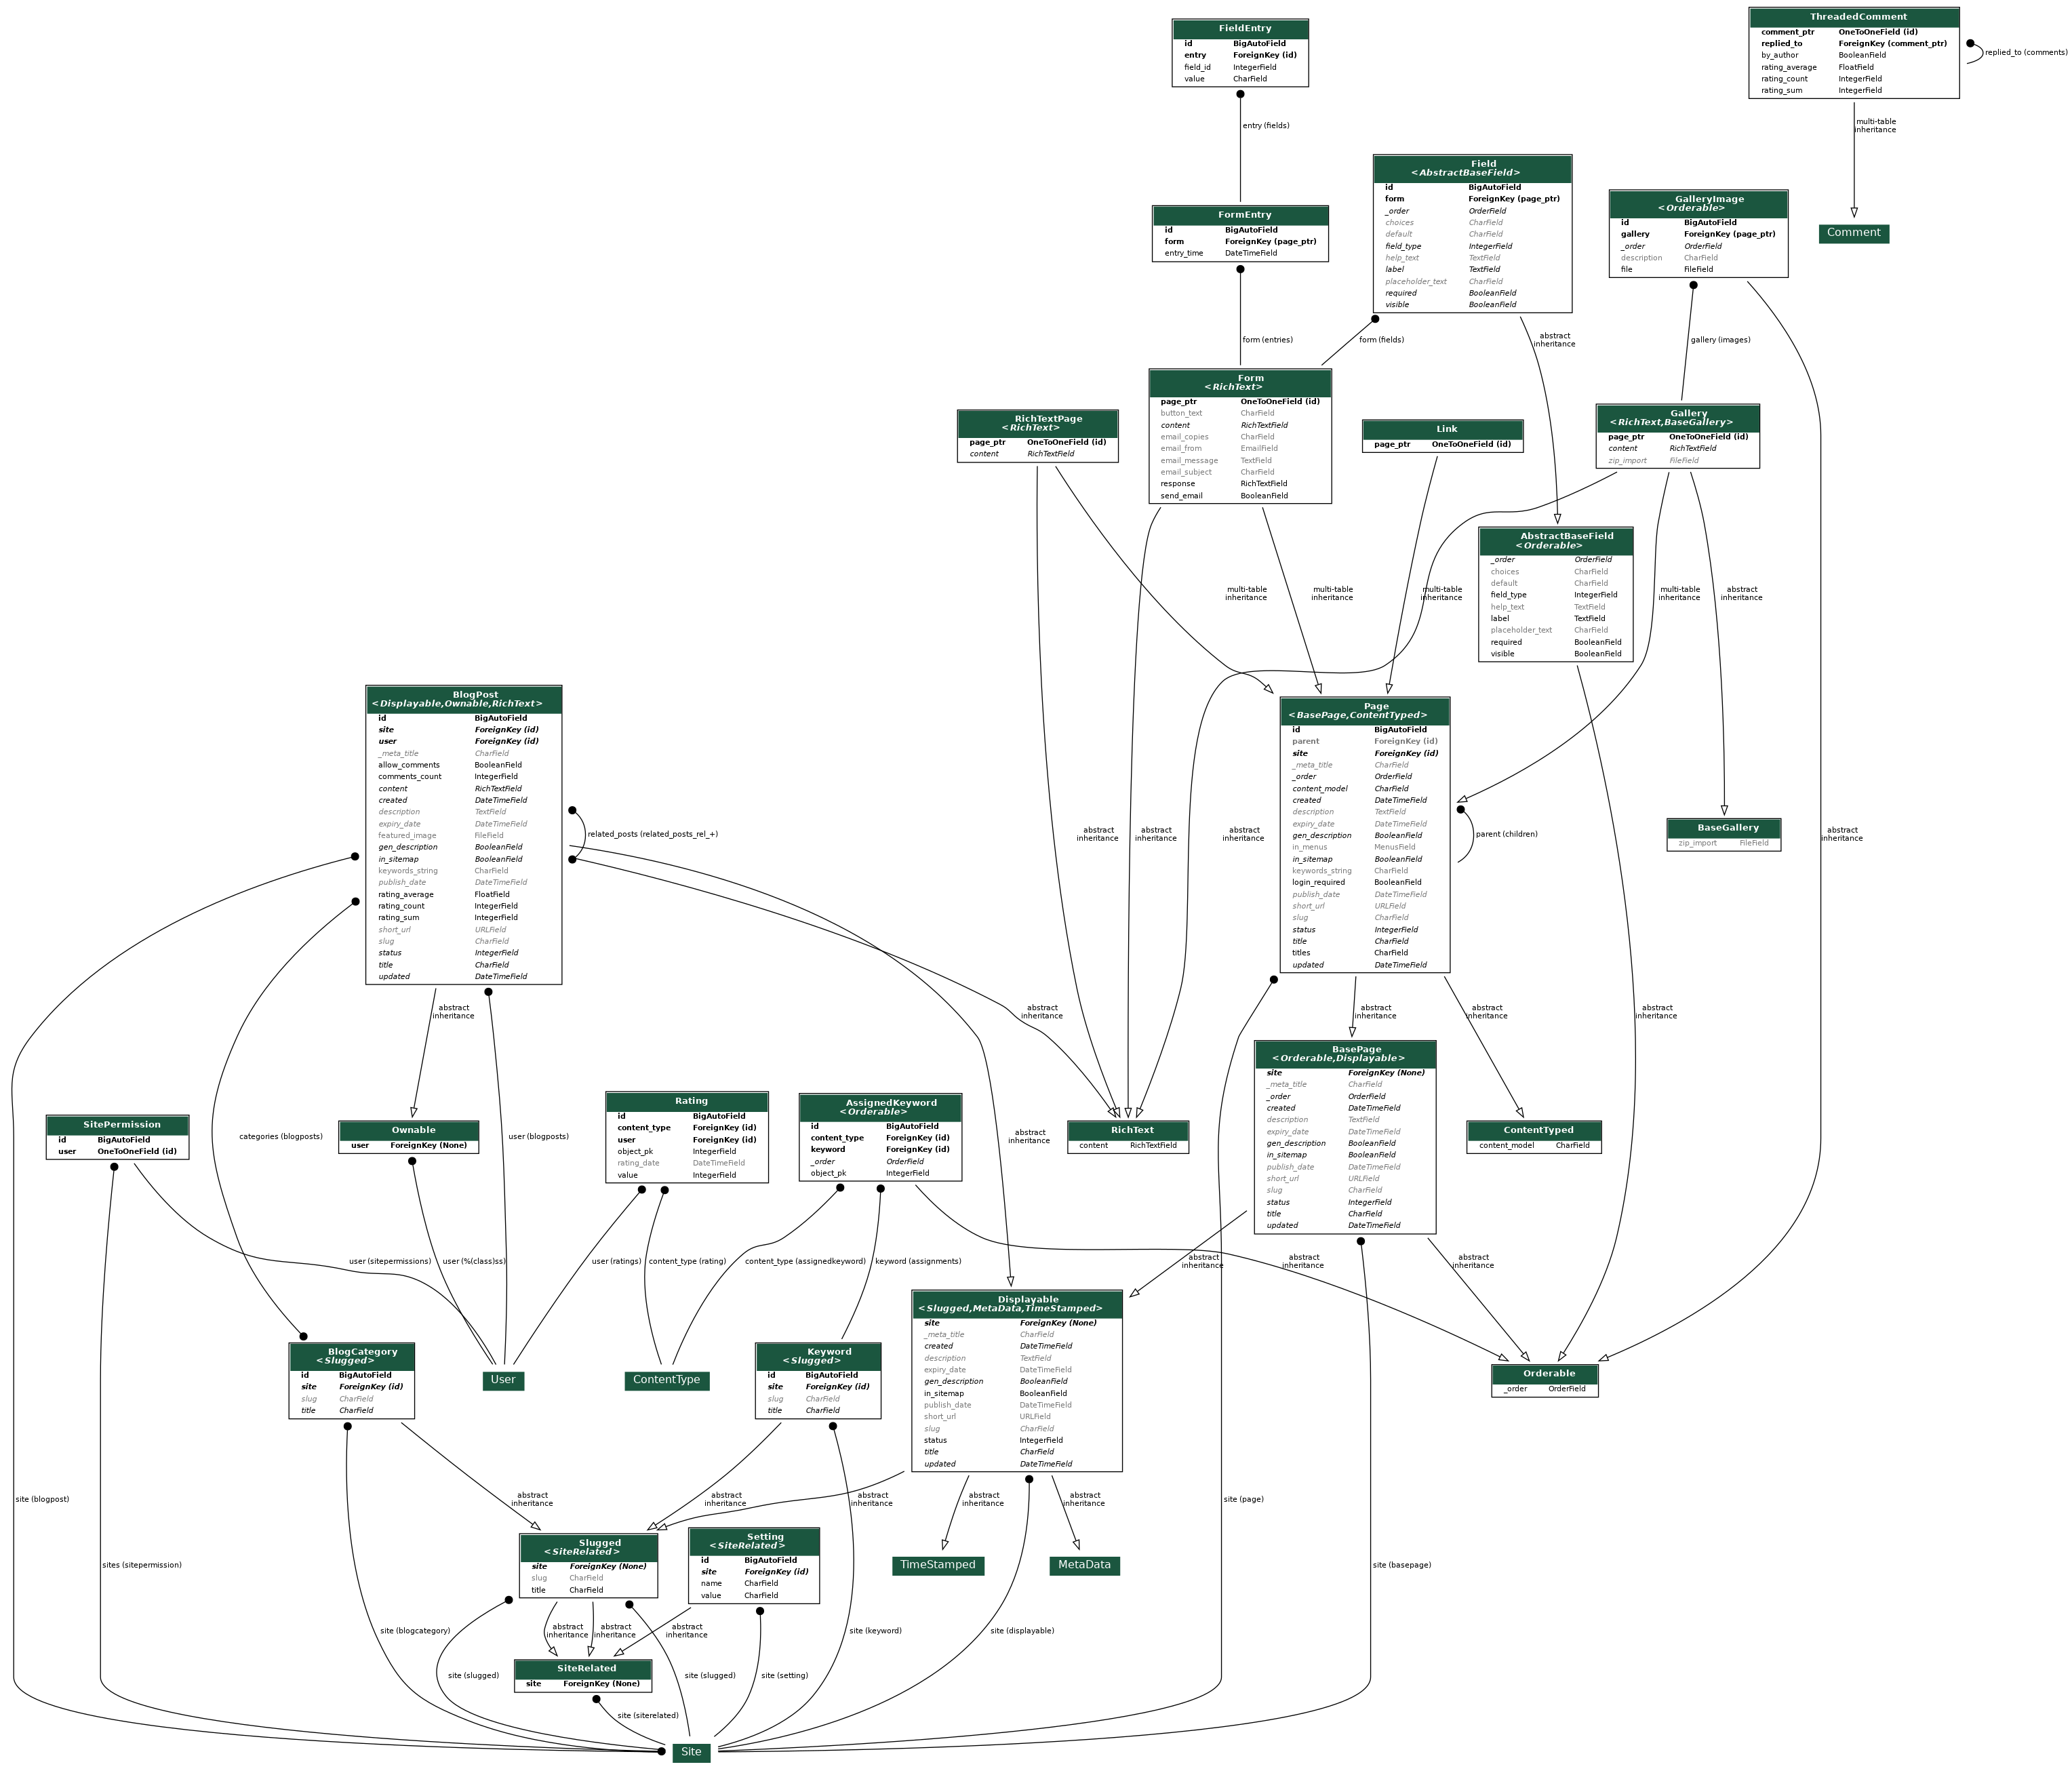 FieldEntry
id BigAutoField
entry ForeignKey (id)
field_id IntegerField
value CharField
ThreadedComment
comment_ptr OneToOneField (id)
replied_to ForeignKey (comment_ptr)
by_author BooleanField
rating_average FloatField
rating_count IntegerField
rating_sum IntegerField
replied_to (comments)
entry (fields)
multi-table
inheritance
Field
<AbstractBaseField>
id BigAutoField
form ForeignKey (page_ptr)
_order OrderField
choices CharField
default CharField
field_type IntegerField
help_text TextField
label TextField
placeholder_text CharField
required BooleanField
visible BooleanField
GalleryImage
<Orderable>
id BigAutoField
gallery ForeignKey (page_ptr)
_order OrderField
description CharField
file FileField
Comment
FormEntry
id BigAutoField
form ForeignKey (page_ptr)
entry_time DateTimeField
form (entries)
form (fields)
abstract
inheritance
gallery (images)
Form
<RichText>
page_ptr OneToOneField (id)
button_text CharField
content RichTextField
email_copies CharField
email_from EmailField
email_message TextField
email_subject CharField
response RichTextField
send_email BooleanField
RichTextPage
<RichText>
page_ptr OneToOneField (id)
content RichTextField
Link
page_ptr OneToOneField (id)
Gallery
<RichText,BaseGallery>
page_ptr OneToOneField (id)
content RichTextField
zip_import FileField
AbstractBaseField
<Orderable>
_order OrderField
choices CharField
default CharField
field_type IntegerField
help_text TextField
label TextField
placeholder_text CharField
required BooleanField
visible BooleanField
multi-table
inheritance
multi-table
inheritance
multi-table
inheritance
multi-table
inheritance
abstract
inheritance
BlogPost
<Displayable,Ownable,RichText>
id BigAutoField
site ForeignKey (id)
user ForeignKey (id)
_meta_title CharField
allow_comments BooleanField
comments_count IntegerField
content RichTextField
created DateTimeField
description TextField
expiry_date DateTimeField
featured_image FileField
gen_description BooleanField
in_sitemap BooleanField
keywords_string CharField
publish_date DateTimeField
rating_average FloatField
rating_count IntegerField
rating_sum IntegerField
short_url URLField
slug CharField
status IntegerField
title CharField
updated DateTimeField
related_posts (related_posts_rel_+)
Page
<BasePage,ContentTyped>
id BigAutoField
parent ForeignKey (id)
site ForeignKey (id)
_meta_title CharField
_order OrderField
content_model CharField
created DateTimeField
description TextField
expiry_date DateTimeField
gen_description BooleanField
in_menus MenusField
in_sitemap BooleanField
keywords_string CharField
login_required BooleanField
publish_date DateTimeField
short_url URLField
slug CharField
status IntegerField
title CharField
titles CharField
updated DateTimeField
parent (children)
BaseGallery
zip_import FileField
abstract
inheritance
abstract
inheritance
abstract
inheritance
abstract
inheritance
abstract
inheritance
abstract
inheritance
abstract
inheritance
abstract
inheritance
abstract
inheritance
BasePage
<Orderable,Displayable>
site ForeignKey (None)
_meta_title CharField
_order OrderField
created DateTimeField
description TextField
expiry_date DateTimeField
gen_description BooleanField
in_sitemap BooleanField
publish_date DateTimeField
short_url URLField
slug CharField
status IntegerField
title CharField
updated DateTimeField
SitePermission
id BigAutoField
user OneToOneField (id)
categories (blogposts)
Ownable
user ForeignKey (None)
user (blogposts)
Rating
id BigAutoField
content_type ForeignKey (id)
user ForeignKey (id)
object_pk IntegerField
rating_date DateTimeField
value IntegerField
AssignedKeyword
<Orderable>
id BigAutoField
content_type ForeignKey (id)
keyword ForeignKey (id)
_order OrderField
object_pk IntegerField
abstract
inheritance
RichText
content RichTextField
ContentTyped
content_model CharField
user (sitepermissions)
user (%(class)ss)
user (ratings)
content_type (rating)
content_type (assignedkeyword)
keyword (assignments)
abstract
inheritance
abstract
inheritance
abstract
inheritance
Displayable
<Slugged,MetaData,TimeStamped>
site ForeignKey (None)
_meta_title CharField
created DateTimeField
description TextField
expiry_date DateTimeField
gen_description BooleanField
in_sitemap BooleanField
publish_date DateTimeField
short_url URLField
slug CharField
status IntegerField
title CharField
updated DateTimeField
BlogCategory
<Slugged>
id BigAutoField
site ForeignKey (id)
slug CharField
title CharField
User
ContentType
Keyword
<Slugged>
id BigAutoField
site ForeignKey (id)
slug CharField
title CharField
Orderable
_order OrderField
site (blogpost)
abstract
inheritance
abstract
inheritance
abstract
inheritance
abstract
inheritance
abstract
inheritance
site (page)
Slugged
<SiteRelated>
site ForeignKey (None)
slug CharField
title CharField
Setting
<SiteRelated>
id BigAutoField
site ForeignKey (id)
name CharField
value CharField
TimeStamped
MetaData
sites (sitepermission)
site (basepage)
site (blogcategory)
abstract
inheritance
abstract
inheritance
abstract
inheritance
site (keyword)
site (displayable)
SiteRelated
site ForeignKey (None)
site (slugged)
site (slugged)
site (setting)
site (siterelated)
Site